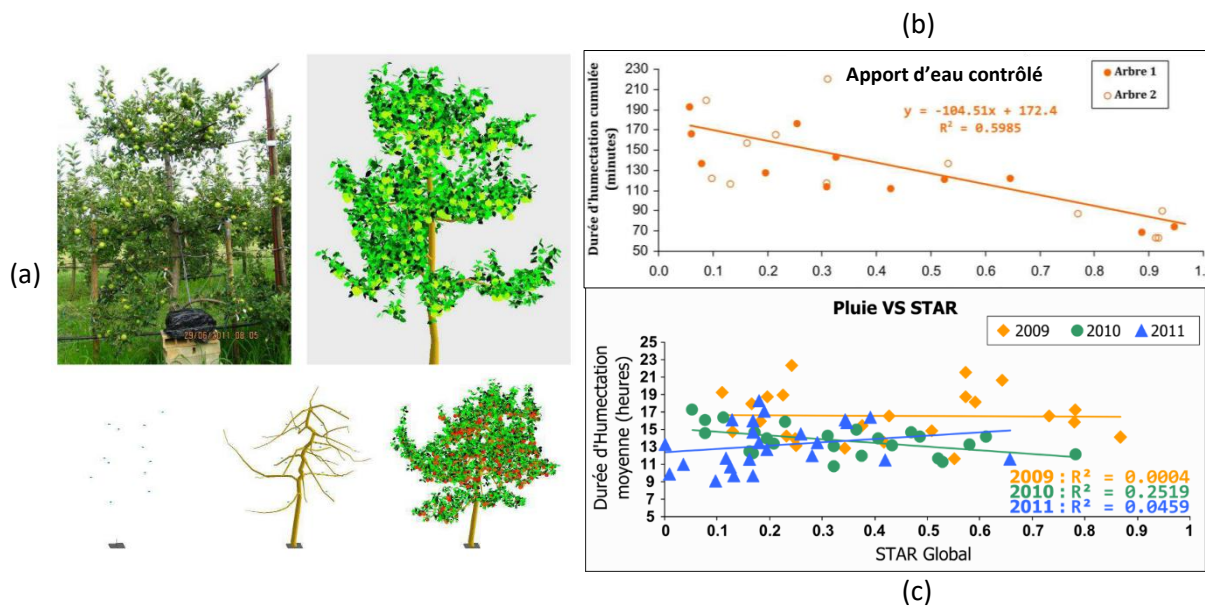 (a)
29/06/2011 08 05
(b)
Apport d'eau contrôlé
Arbre 1
Arbre 2
y = -104.51x + 172.4
R² = 0.5985
Durée d'humectation cumulée
(minutes)
230
210
190
170
150
130
110
90
70
50
0.0 0.1 0.2 0.3 0.4 0.5 0.6 0.7 0.8 0.9 1.
Pluie VS STAR
2009 2010 2011
Durée d'Humectation
moyenne (heures)
25
23
21
19
17
15
13
11
9
7
5
2009 : R² = 0.0004
2010 : R² = 0.2519
2011 : R² = 0.0459
0 0.1 0.2 0.3 0.4 0.5 0.6 0.7 0.8 0.9 1
STAR Global
(c)